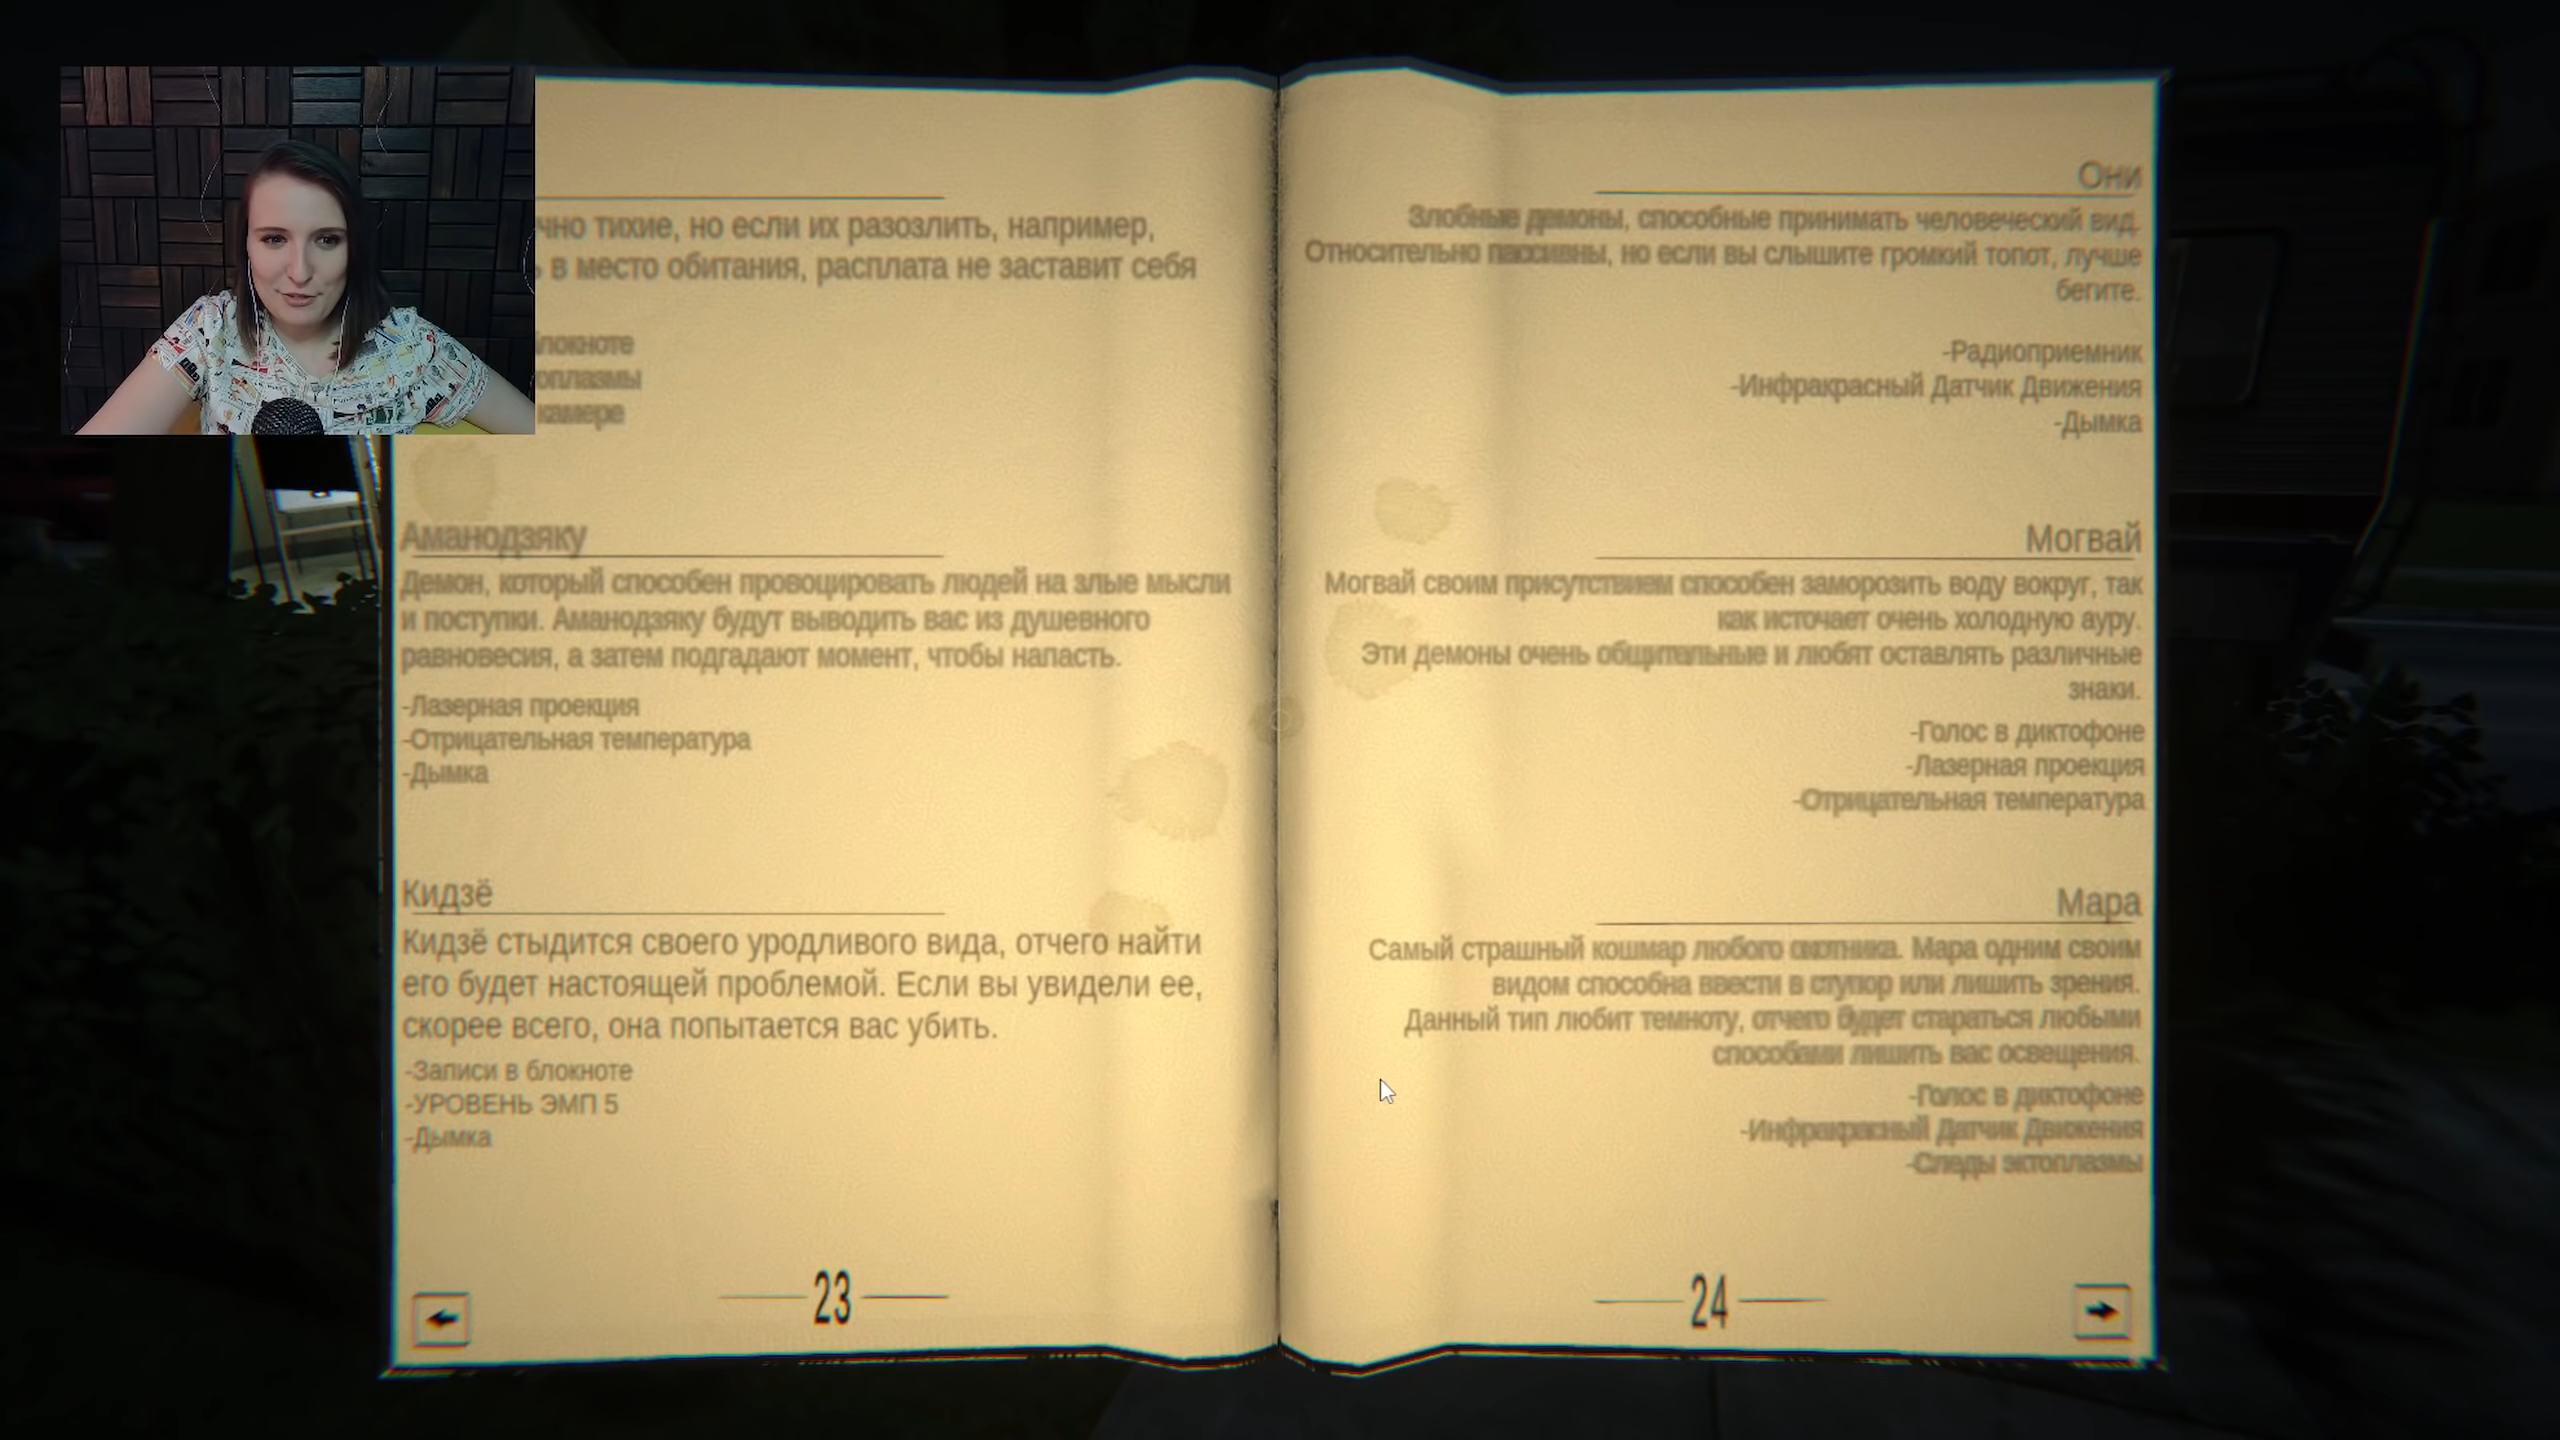 тихие, но если их разозлить, например,
в место обитания, расплата не заставит себя
камере
Аманодзяку
Демон, который способен провоцировать людей на злые мысли
и поступки. Аманодзяку будут выводить вас из душевного
равновесия, а затем подгадают момент, чтобы напасть.
-Лазерная проекция
-Отрицательная температура
-Дымка
Кидзё
Кидзё стыдится своего уродливого вида, отчего найти
его будет настоящей проблемой. Если вы увидели ее,
скорее всего, она попытается вас убить.
-Записи в блокноте
-УРОВЕНЬ ЭМП 5
-Дымка
23
Они
Злобные демоны, способные принимать человеческий вид.
Относительно пассивны, но если вы слышите громкий топот, лучше
бегите.
-Радиоприемник
-Инфракрасный Датчик Движения
-Дымка
Могвай
Могвай своим присутствием способен заморозить воду вокруг, так
как источает очень холодную ауру.
Эти демоны очень общительные и любят оставлять различные
знаки.
-Голос в диктофоне
-Лазерная проекция
-Отрицательная температура
Мара
Самый страшный кошмар любого охотника. Мара одним своим
видом способна ввести в ступор или лишить зрения.
Данный тип любит темноту, отчего будет стараться любыми
способами лишить вас освещения.
-Голос в диктофоне
-Инфракрасный Датчик Движения
-Следы эктоплазмы
24